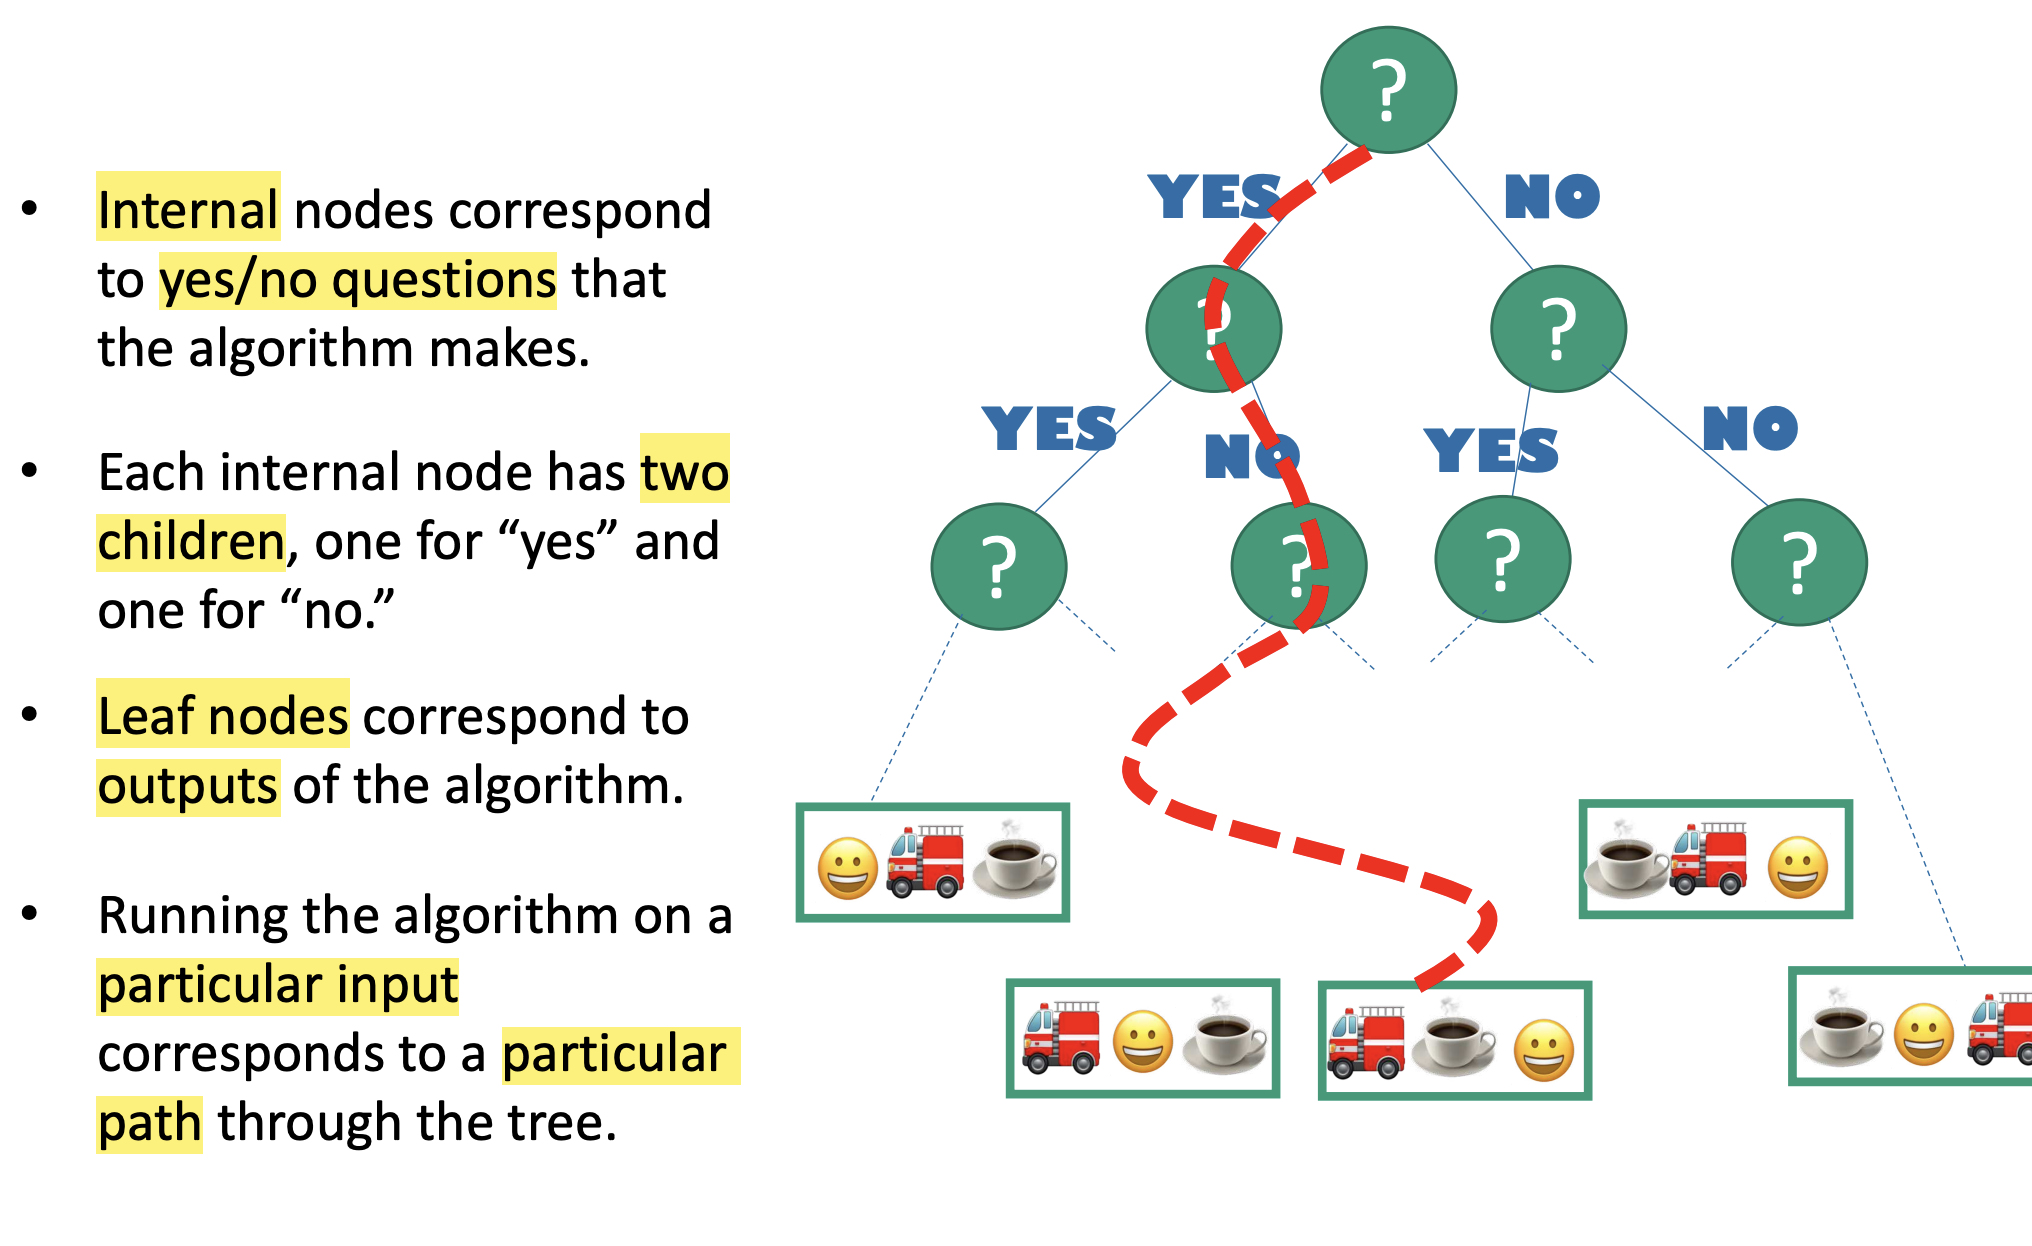 • Internal nodes correspond
to yes/no questions that
the algorithm makes.
• Each internal node has two
children, one for “yes” and
one for “no.”
• Leaf nodes correspond to
outputs of the algorithm.
• Running the algorithm on a
particular input
corresponds to a particular
path through the tree.
?
YES NO
? ?
YES NO YES NO
? ? ? ?